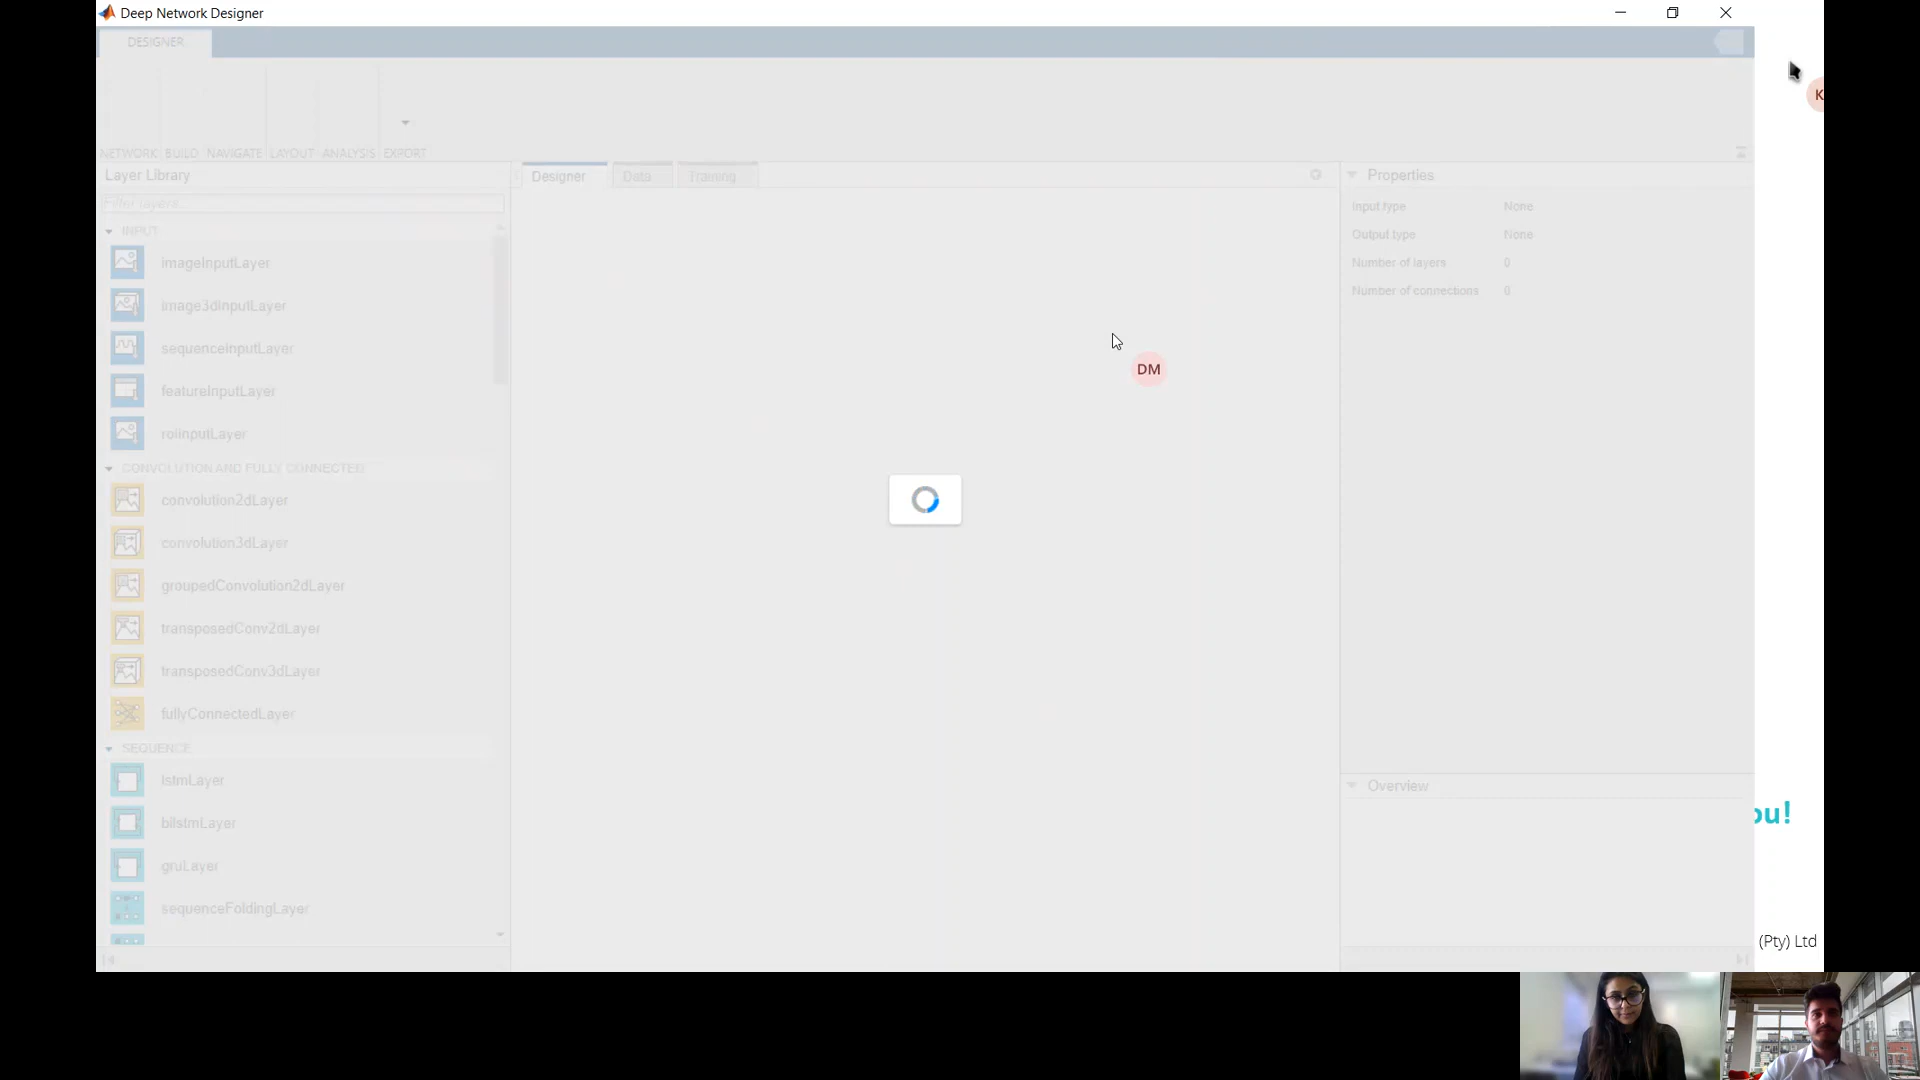 Deep Network Designer
DESIGNER
K
NETWORK BUILD NAVIGATE LAYOUT ANALYSIS EXPORT
Layer Library
Filter layers...
INPUT
imageInputLayer
image3dInputLayer
sequenceInputLayer
featureInputLayer
roiInputLayer
CONVOLUTION AND FULLY CONNECTED
convolution2dLayer
convolution3dLayer
groupedConvolution2dLayer
transposedConv2dLayer
transposedConv3dLayer
fullyConnectedLayer
SEQUENCE
lstmLayer
bilstmLayer
gruLayer
sequenceFoldingLayer
Designer Data Training
DM
Properties
Input type None
Output type None
Number of layers 0
Number of connections 0
Overview
ou!
(Pty) Ltd